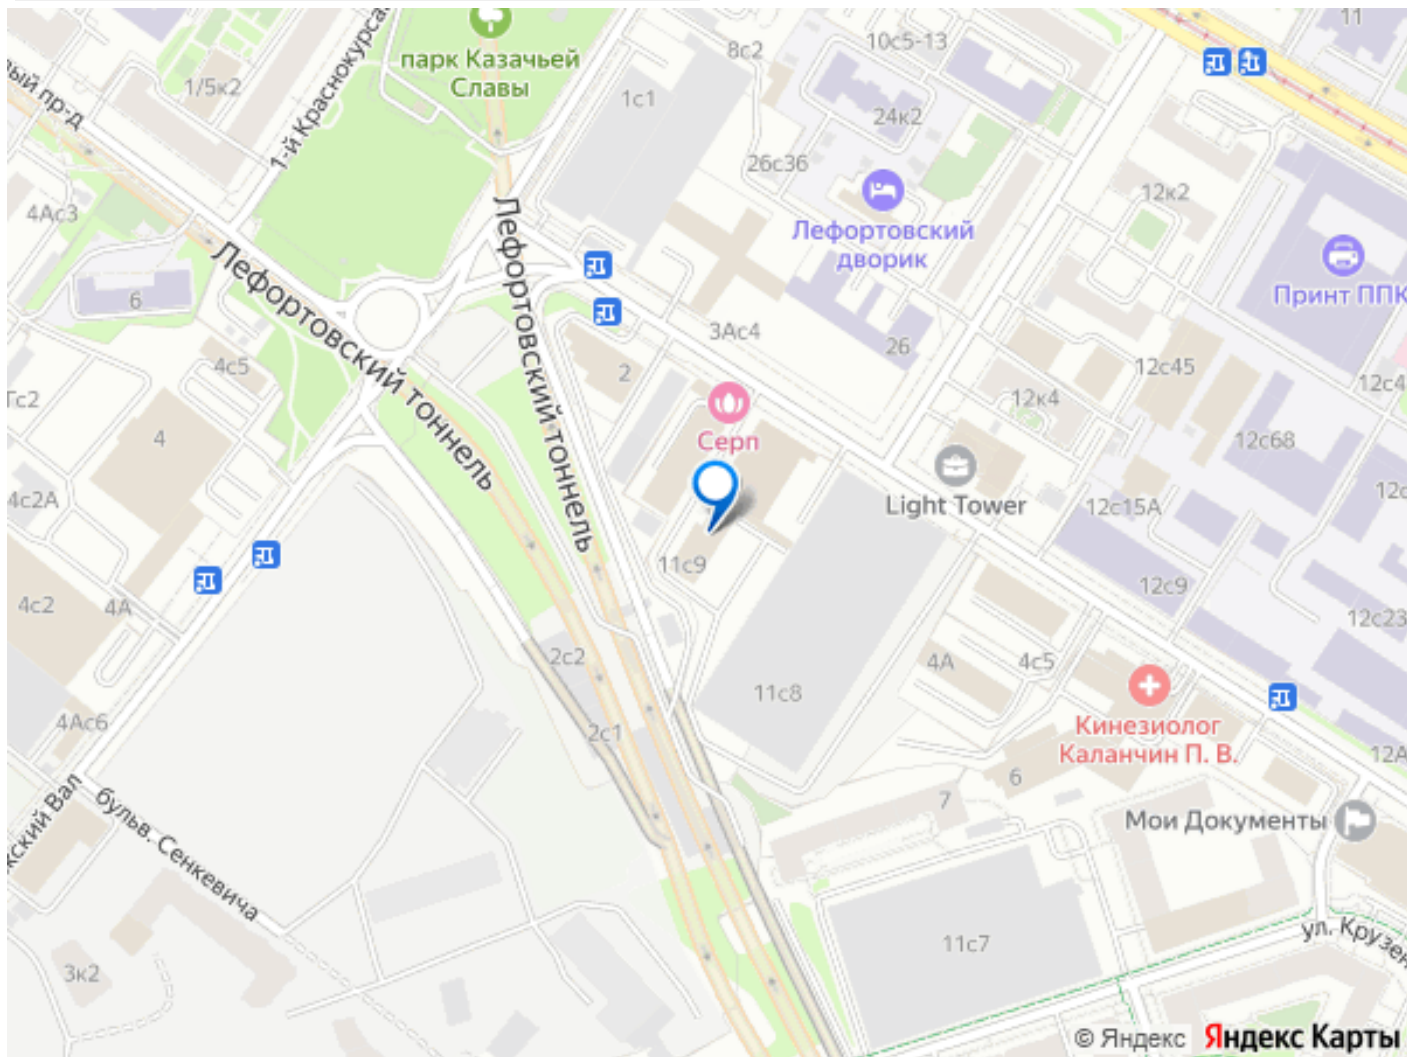 11
8с2
10с5-13
парк Казачьей
Славы
1/5к2
1с1
24к2
вый пр-д
1-й Краснокурса
26с36
12к2
4Ас3
Лефортовский
дворик
Принт ППК
Лефортовский тоннель
Лефортовский тоннель
6
3Ас4
26
4с5
2
12с45
12с4
Гс2
12к4
4
Серп
12с68
4с2А
Light Tower
12с15А
12с
11с9
12с9
4с2
4А
12с23
2с2
4А
4с5
11с8
4Ас6
2с1
Кинезиолог
Каланчин П. В.
12А
6
7
ский Вал
бульв. Сенкевича
Мои Документы
11с7
ул. Крузен
3к2
© Яндекс Яндекс Карты